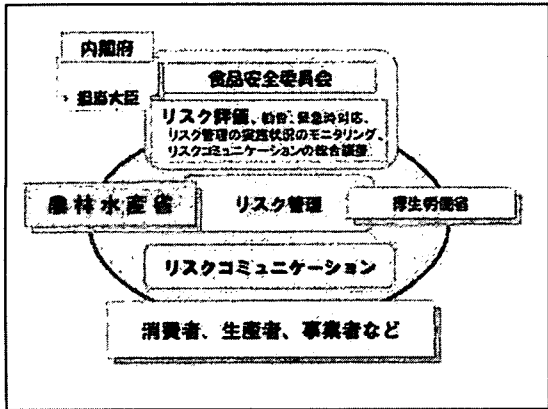 内閣府
担当大臣
食品安全委員会
リスク評価、勧告、緊急時対応、
リスク管理の実施状況のモニタリング、
リスクコミュニケーションの総合調整
農林水産省
リスク管理
厚生労働省
リスクコミュニケーション
消費者、生産者、事業者など